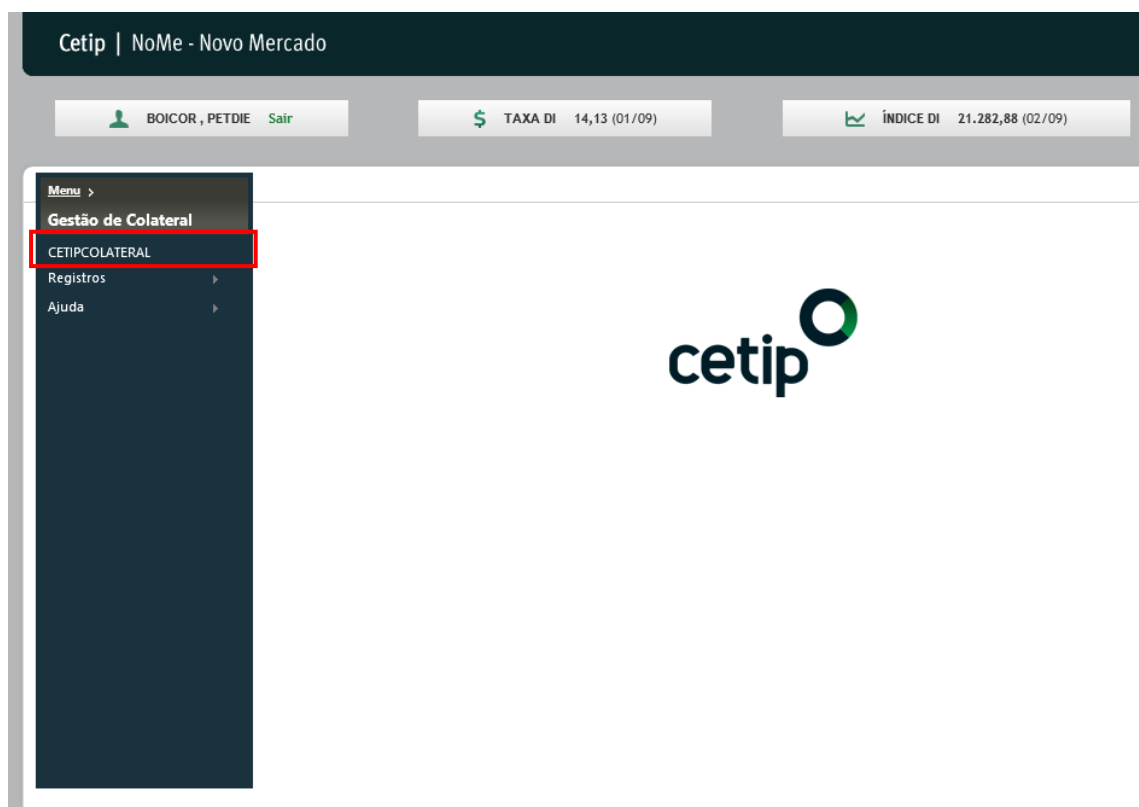 Cetip | NoMe - Novo Mercado
BOICOR , PETDIE Sair
TAXA DI 14,13 (01/09)
ÍNDICE DI 21.282,88 (02/09)
Menu >
Gestão de Colateral
CETIPCOLATERAL
Registros
Ajuda
cetip